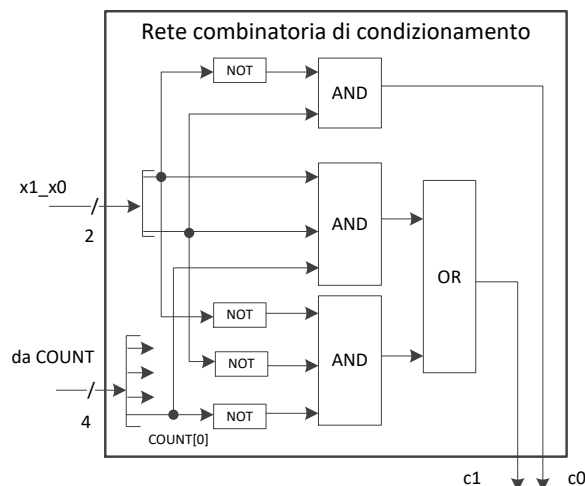 Rete combinatoria di condizionamento
NOT
AND
x1_x0
2
AND
OR
NOT
AND
NOT
da COUNT
4
NOT
COUNT[0]
c1
c0